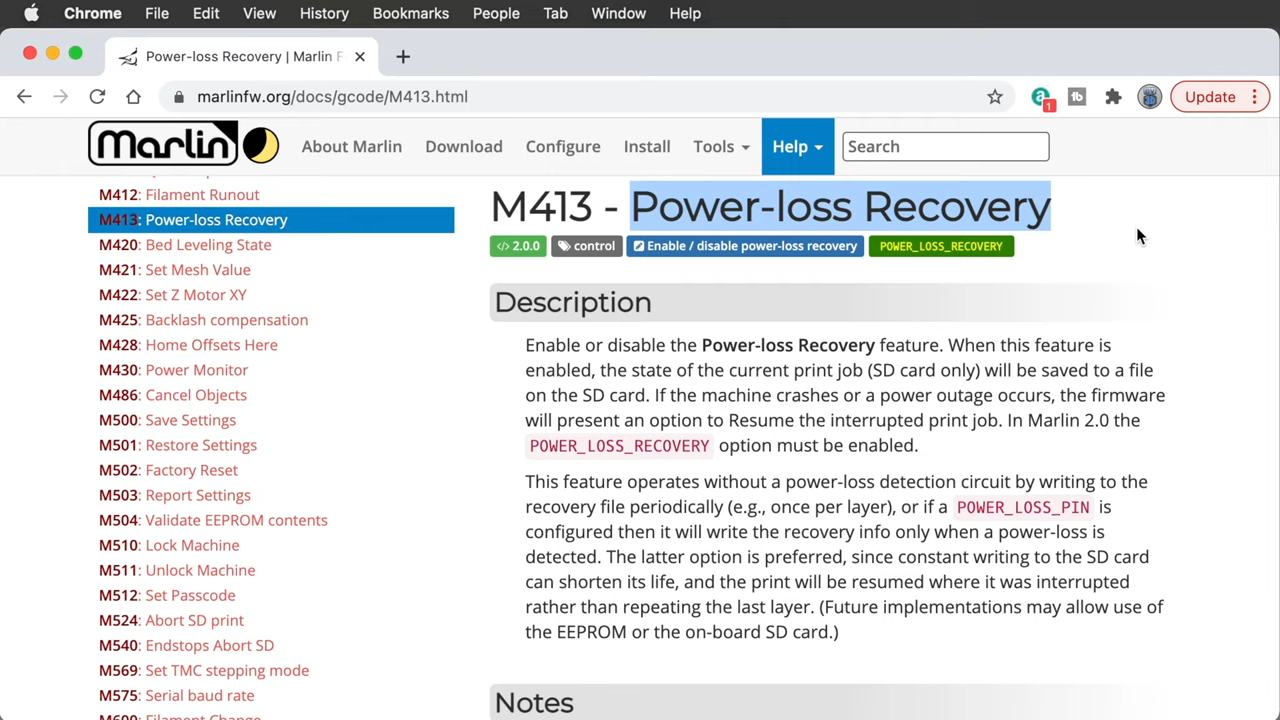 Chrome File Edit View History Bookmarks People Tab Window Help
Power-loss Recovery | Marlin F
marlinfw.org/docs/gcode/M413.html
1
Update
Marlin About Marlin Download Configure Install Tools Help Search
M412: Filament Runout
M413: Power-loss Recovery
M420: Bed Leveling State
M421: Set Mesh Value
M422: Set Z Motor XY
M425: Backlash compensation
M428: Home Offsets Here
M430: Power Monitor
M486: Cancel Objects
M500: Save Settings
M501: Restore Settings
M502: Factory Reset
M503: Report Settings
M504: Validate EEPROM contents
M510: Lock Machine
M511: Unlock Machine
M512: Set Passcode
M524: Abort SD print
M540: Endstops Abort SD
M569: Set TMC stepping mode
M575: Serial baud rate
M600: Filament Change
M413 - Power-loss Recovery
2.0.0 control Enable / disable power-loss recovery POWER_LOSS_RECOVERY
Description
Enable or disable the Power-loss Recovery feature. When this feature is
enabled, the state of the current print job (SD card only) will be saved to a file
on the SD card. If the machine crashes or a power outage occurs, the firmware
will present an option to Resume the interrupted print job. In Marlin 2.0 the
POWER_LOSS_RECOVERY option must be enabled.
This feature operates without a power-loss detection circuit by writing to the
recovery file periodically (e.g., once per layer), or if a POWER_LOSS_PIN is
configured then it will write the recovery info only when a power-loss is
detected. The latter option is preferred, since constant writing to the SD card
can shorten its life, and the print will be resumed where it was interrupted
rather than repeating the last layer. (Future implementations may allow use of
the EEPROM or the on-board SD card.)
Notes